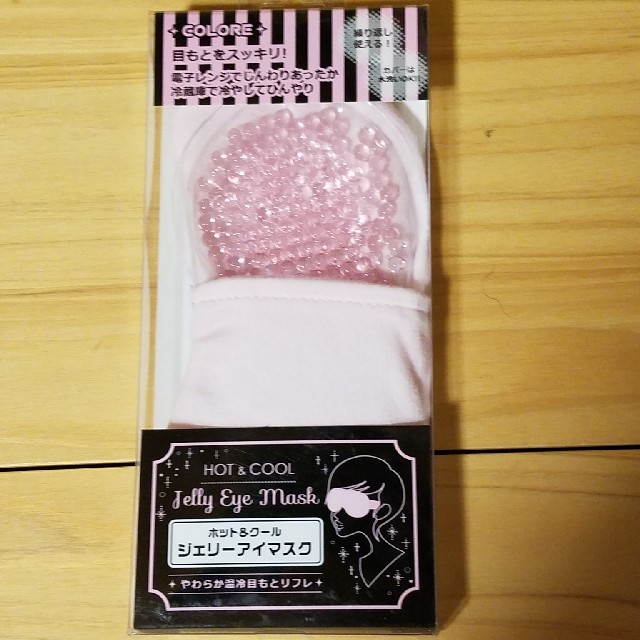 COLORE
目もとをスッキリ!
電子レンジでじんわりあったか
冷蔵庫で冷やしてひんやり
繰り返し
使える!
カバーは
水洗いOK!
HOT & COOL
Jelly Eye Mask
ホット&クール
ジェリーアイマスク
やわらか温冷目もとリフレ